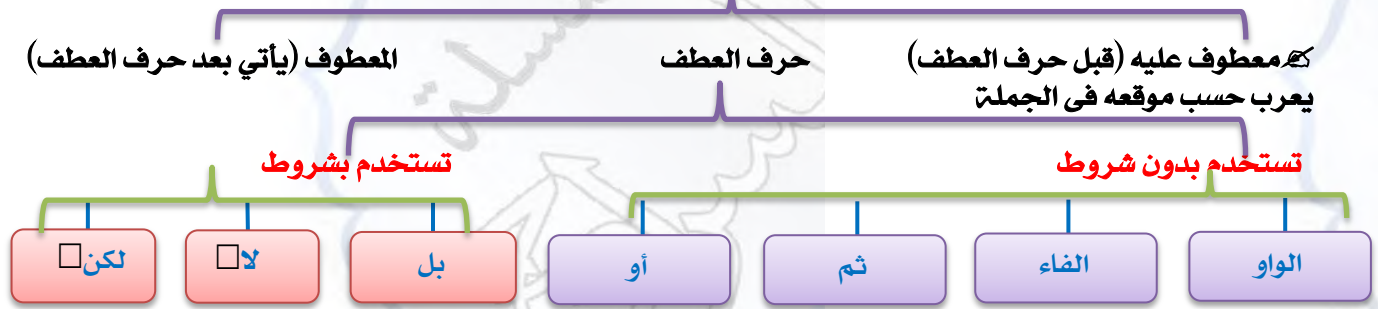 ✍معطوف عليه (قبل حرف العطف)
يعرب حسب موقعه فى الجملة
حرف العطف
المعطوف (يأتي بعد حرف العطف)
تستخدم بدون شروط
تستخدم بشروط
الواو
الفاء
ثم
أو
بل
لا□
لكن□